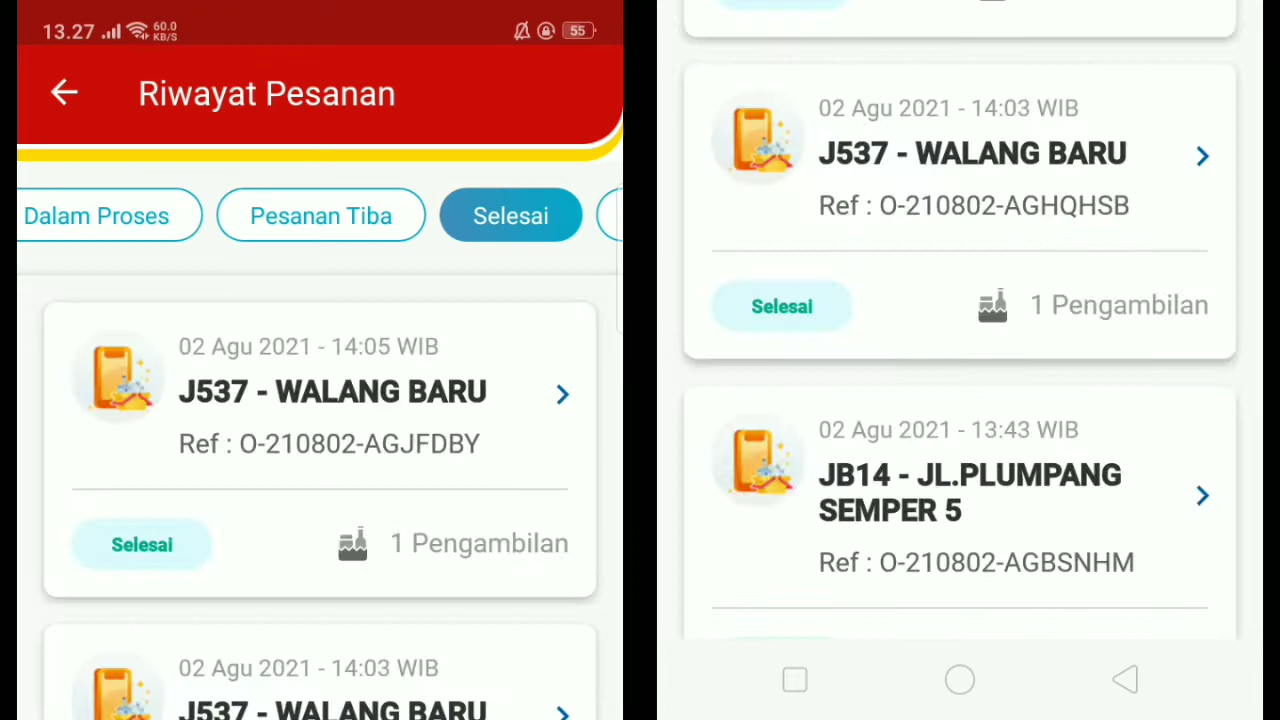 13.27
60.0
KB/S
55
Riwayat Pesanan
Dalam Proses
Pesanan Tiba
Selesai
02 Agu 2021 - 14:05 WIB
J537 - WALANG BARU
Ref : O-210802-AGJFDBY
Selesai
1 Pengambilan
02 Agu 2021 - 14:03 WIB
J537 - WALANG BARU
02 Agu 2021 - 14:03 WIB
J537 - WALANG BARU
Ref : O-210802-AGHQHSB
Selesai
1 Pengambilan
02 Agu 2021 - 13:43 WIB
JB14 - JL.PLUMPANG
SEMPER 5
Ref : O-210802-AGBSNHM